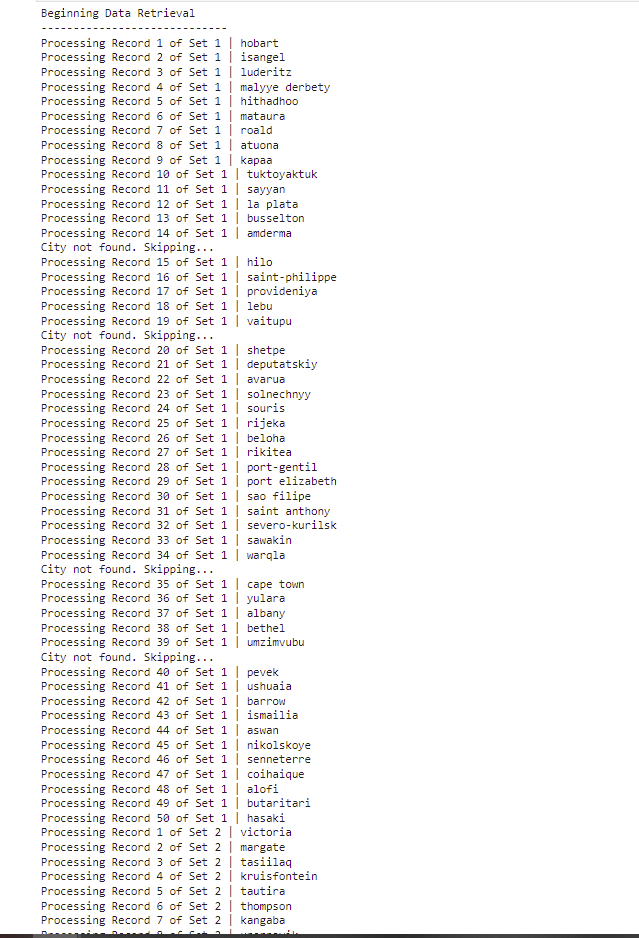 Beginning Data Retrieval
-----------------------------
Processing Record 1 of Set 1 | hobart
Processing Record 2 of Set 1 | isangel
Processing Record 3 of Set 1 | luderitz
Processing Record 4 of Set 1 | malyye derbety
Processing Record 5 of Set 1 | hithadhoo
Processing Record 6 of Set 1 | mataura
Processing Record 7 of Set 1 | roald
Processing Record 8 of Set 1 | atuona
Processing Record 9 of Set 1 | kapaa
Processing Record 10 of Set 1 | tuktoyaktuk
Processing Record 11 of Set 1 | sayyan
Processing Record 12 of Set 1 | la plata
Processing Record 13 of Set 1 | busselton
Processing Record 14 of Set 1 | amderma
City not found. Skipping...
Processing Record 15 of Set 1 | hilo
Processing Record 16 of Set 1 | saint-philippe
Processing Record 17 of Set 1 | provideniya
Processing Record 18 of Set 1 | lebu
Processing Record 19 of Set 1 | vaitupu
City not found. Skipping...
Processing Record 20 of Set 1 | shetpe
Processing Record 21 of Set 1 | deputatskiy
Processing Record 22 of Set 1 | avarua
Processing Record 23 of Set 1 | solnechnyy
Processing Record 24 of Set 1 | souris
Processing Record 25 of Set 1 | rijeka
Processing Record 26 of Set 1 | beloha
Processing Record 27 of Set 1 | rikitea
Processing Record 28 of Set 1 | port-gentil
Processing Record 29 of Set 1 | port elizabeth
Processing Record 30 of Set 1 | sao filipe
Processing Record 31 of Set 1 | saint anthony
Processing Record 32 of Set 1 | severo-kurilsk
Processing Record 33 of Set 1 | sawakin
Processing Record 34 of Set 1 | warqla
City not found. Skipping...
Processing Record 35 of Set 1 | cape town
Processing Record 36 of Set 1 | yulara
Processing Record 37 of Set 1 | albany
Processing Record 38 of Set 1 | bethel
Processing Record 39 of Set 1 | umzimvubu
City not found. Skipping...
Processing Record 40 of Set 1 | pevek
Processing Record 41 of Set 1 | ushuaia
Processing Record 42 of Set 1 | barrow
Processing Record 43 of Set 1 | ismailia
Processing Record 44 of Set 1 | aswan
Processing Record 45 of Set 1 | nikolskoye
Processing Record 46 of Set 1 | senneterre
Processing Record 47 of Set 1 | coihaique
Processing Record 48 of Set 1 | alofi
Processing Record 49 of Set 1 | butaritari
Processing Record 50 of Set 1 | hasaki
Processing Record 1 of Set 2 | victoria
Processing Record 2 of Set 2 | margate
Processing Record 3 of Set 2 | tasiilaq
Processing Record 4 of Set 2 | kruisfontein
Processing Record 5 of Set 2 | tautira
Processing Record 6 of Set 2 | thompson
Processing Record 7 of Set 2 | kangaba